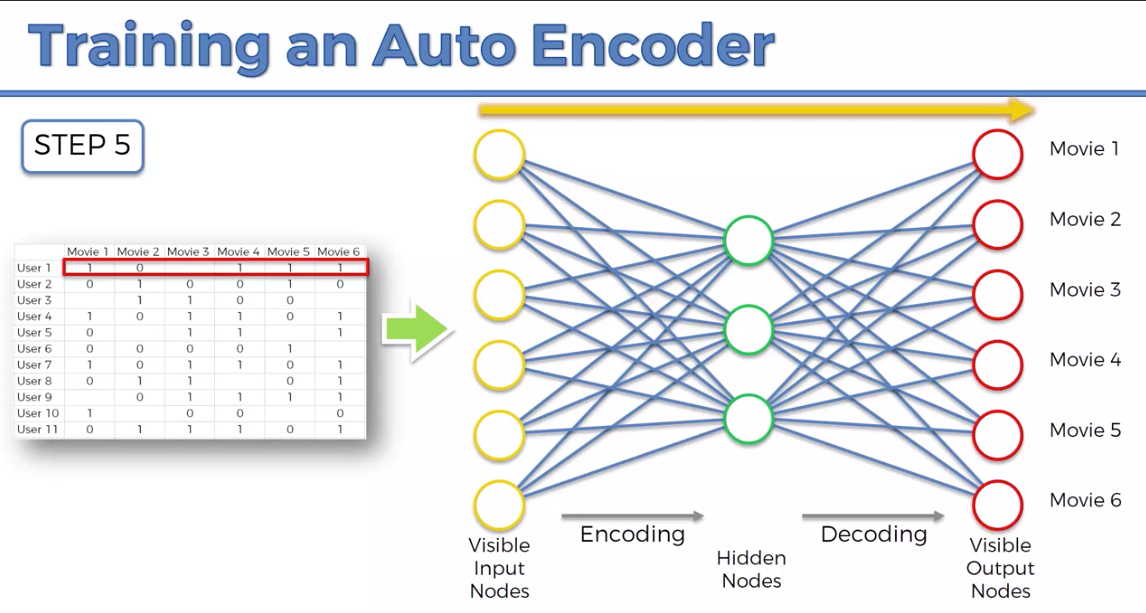 Training an Auto Encoder
STEP 5
Movie 1 Movie 2 Movie 3 Movie 4 Movie 5 Movie 6
User 1 1 0 1 1 1
User 2 0 1 0 0 1 0
User 3 1 1 0 0
User 4 1 0 1 1 0 1
User 5 0 1 1 1
User 6 0 0 0 0 1
User 7 1 0 1 1 0 1
User 8 0 1 1 0 1
User 9 0 1 1 1 1
User 10 1 0 0 0
User 11 0 1 1 1 0 1
Movie 1
Movie 2
Movie 3
Movie 4
Movie 5
Movie 6
Encoding
Decoding
Visible
Input
Nodes
Hidden
Nodes
Visible
Output
Nodes